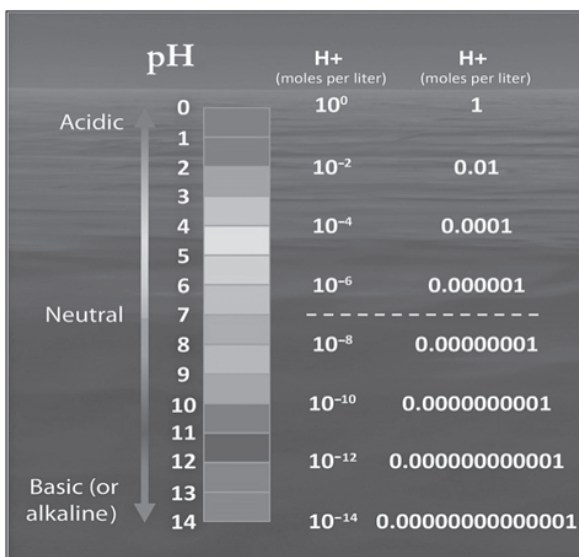 pH
H+ H+
(moles per liter) (moles per liter)
0 10⁰ 1
Acidic
1
2 10⁻² 0.01
3
4 10⁻⁴ 0.0001
5
6 10⁻⁶ 0.000001
Neutral 7
8 10⁻⁸ 0.00000001
9
10 10⁻¹⁰ 0.0000000001
11
12 10⁻¹² 0.000000000001
Basic (or
13
alkaline)
14 10⁻¹⁴ 0.00000000000001